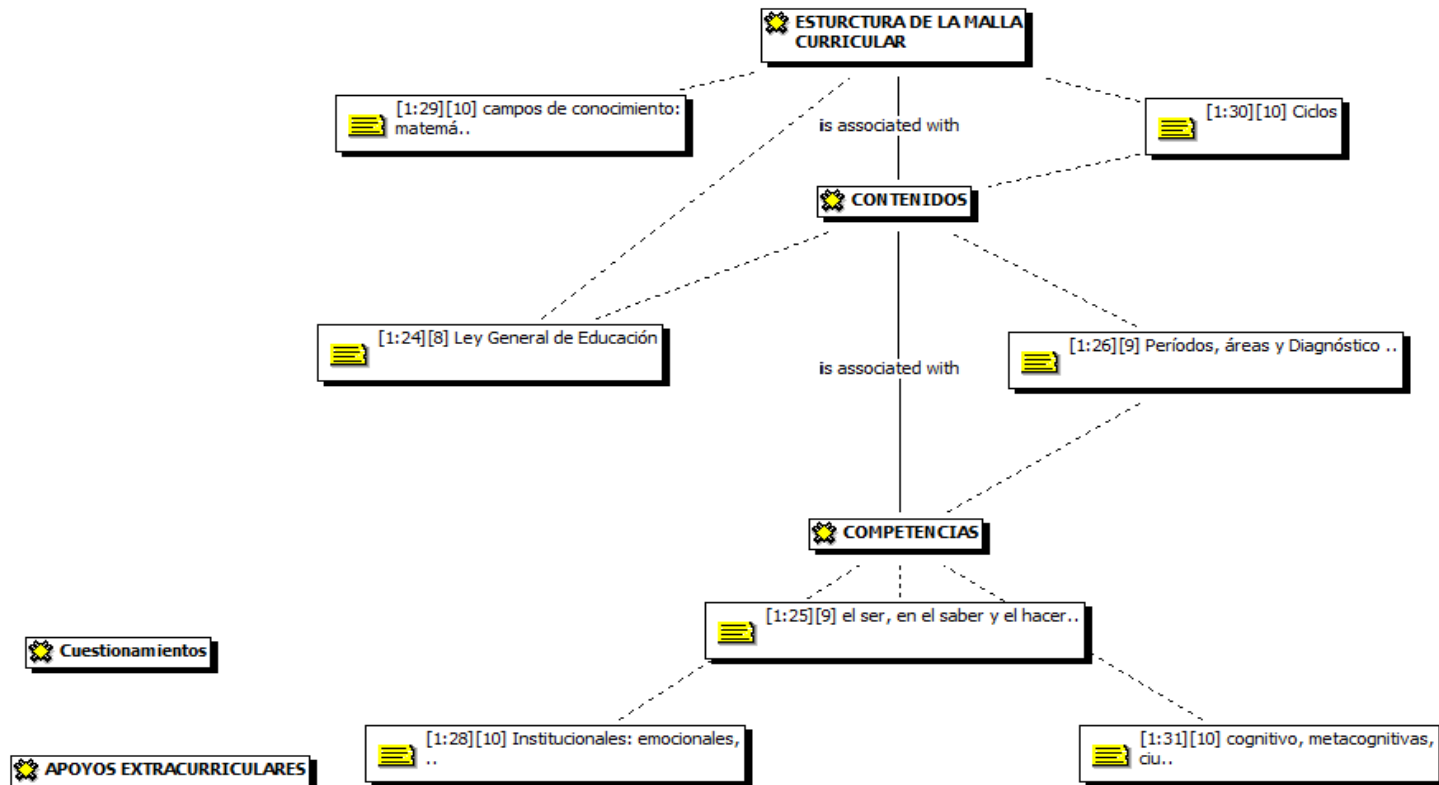 ESTURCTURA DE LA MALLA
CURRICULAR
[1:29][10] campos de conocimiento:
matemá..
[1:30][10] Ciclos
is associated with
CONTENIDOS
[1:24][8] Ley General de Educación
[1:26][9] Períodos, áreas y Diagnóstico ..
is associated with
COMPETENCIAS
[1:25][9] el ser, en el saber y el hacer..
Cuestionamientos
[1:28][10] Institucionales: emocionales,
..
[1:31][10] cognitivo, metacognitivas,
ciu..
APOYOS EXTRACURRICULARES